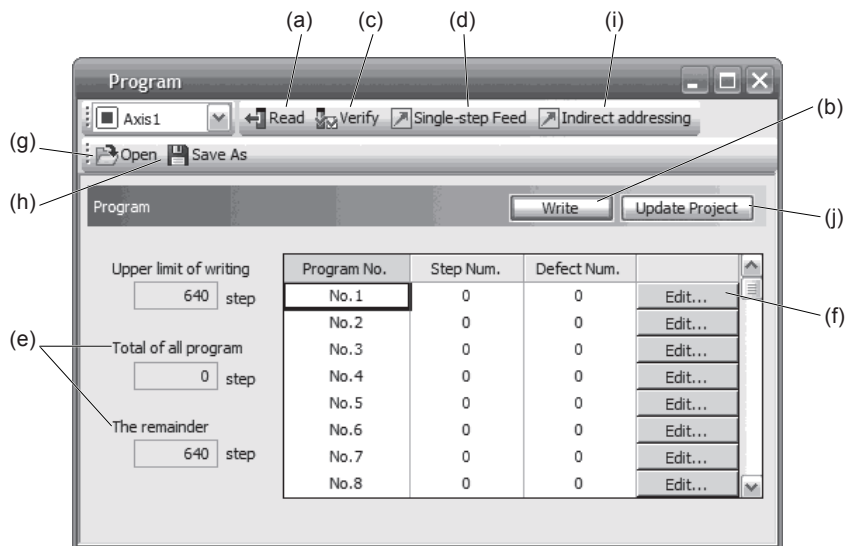 (a) (c) (d) (i)
Program
(b)
Axis1 Read Verify Single-step Feed Indirect addressing
(g)
Open Save As
(h)
Program Write Update Project
(j)
Upper limit of writing Program No. Step Num. Defect Num.
640 step No.1 0 0 Edit...
(f)
No.2 0 0 Edit...
(e) Total of all program No.3 0 0 Edit...
0 step No.4 0 0 Edit...
No.5 0 0 Edit...
The remainder No.6 0 0 Edit...
640 step No.7 0 0 Edit...
No.8 0 0 Edit...